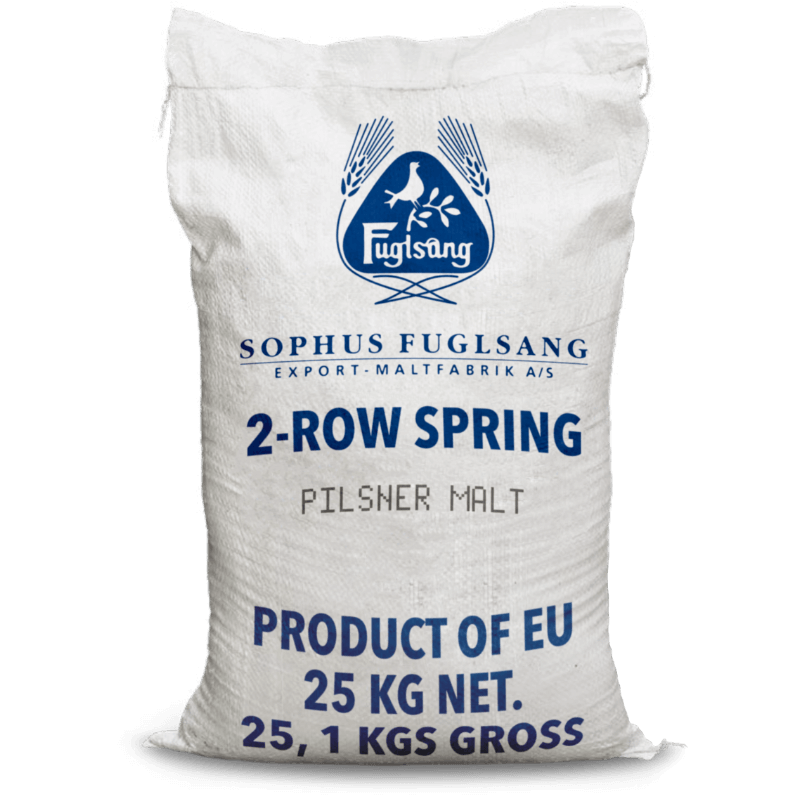 Fuglsang
SOPHUS FUGLSANG
EXPORT-MALTFABRIK A/S
2-ROW SPRING
PILSNER MALT
PRODUCT OF EU
25 KG NET.
25, 1 KGS GROSS